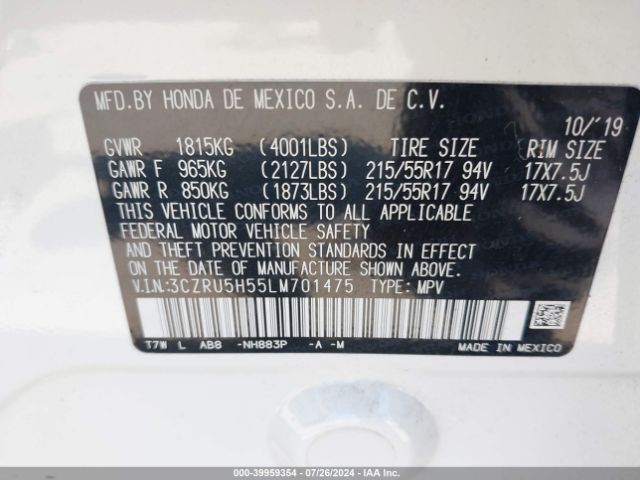 MFD.BY HONDA DE MEXICO S.A. DE C.V.
10/'19
GVWR 1815KG (4001LBS) TIRE SIZE RIM SIZE
GAWR F 965KG (2127LBS) 215/55R17 94V 17X7.5J
GAWR R 850KG (1873LBS) 215/55R17 94V 17X7.5J
THIS VEHICLE CONFORMS TO ALL APPLICABLE
FEDERAL MOTOR VEHICLE SAFETY
AND THEFT PREVENTION STANDARDS IN EFFECT
ON THE DATE OF MANUFACTURE SHOWN ABOVE.
V.I.N:3CZRU5H55LM701475 TYPE: MPV
T7W L AB8 -NH883P -A -M MADE IN MEXICO
000-39959354 | 07/26/2024 | IAA Inc.